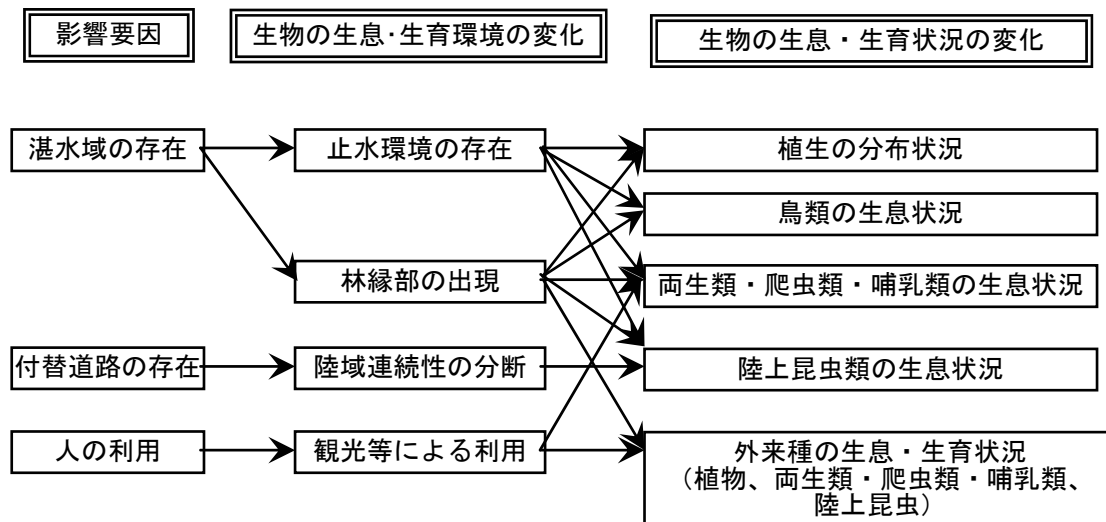 影響要因
生物の生息･生育環境の変化
生物の生息・生育状況の変化
湛水域の存在
止水環境の存在
植生の分布状況
鳥類の生息状況
林縁部の出現
両生類・爬虫類・哺乳類の生息状況
付替道路の存在
陸域連続性の分断
陸上昆虫類の生息状況
人の利用
観光等による利用
外来種の生息・生育状況
（植物、両生類・爬虫類・哺乳類、
陸上昆虫）